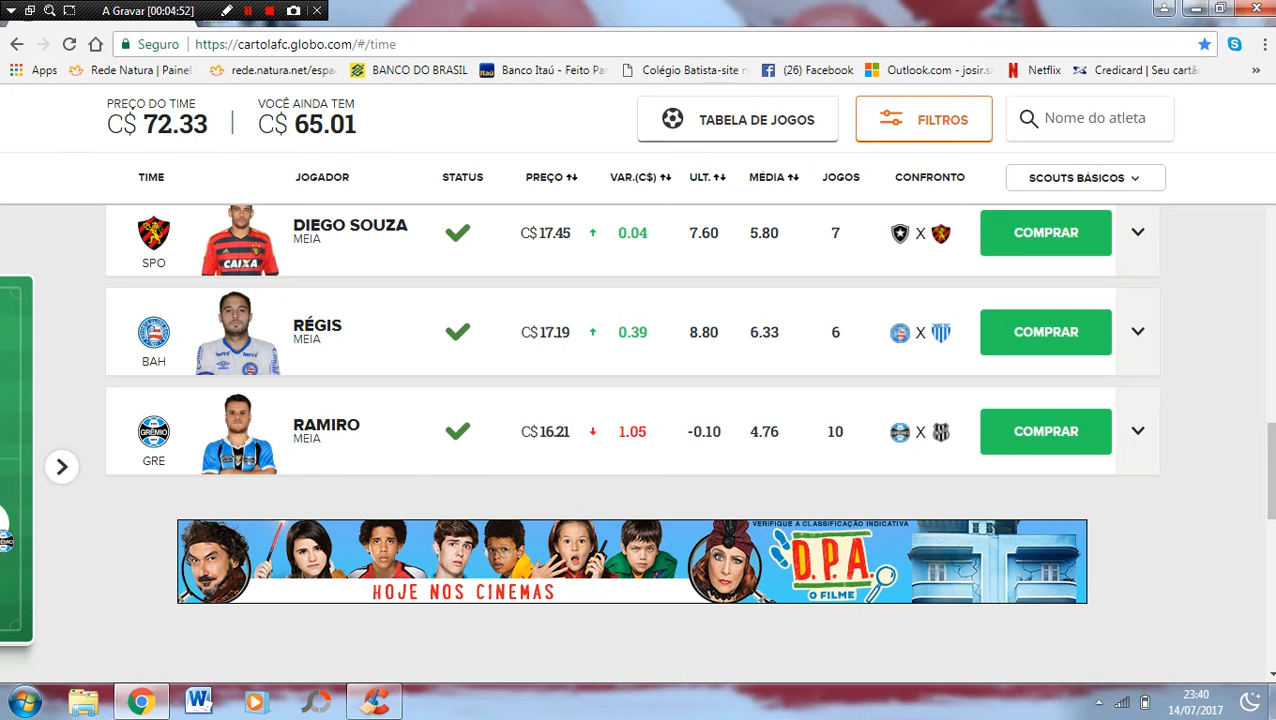 A Gravar [00:04:52]
Seguro https://cartolafc.globo.com/#/time
Apps Rede Natura | Painel rede.natura.net/espa BANCO DO BRASIL Banco Itaú - Feito Pa Colégio Batista-site n (26) Facebook Outlook.com - josir.s Netflix Credicard | Seu cartã »
PREÇO DO TIME VOCÊ AINDA TEM
C$ 72.33 C$ 65.01
TABELA DE JOGOS FILTROS Nome do atleta
TIME JOGADOR STATUS PREÇO VAR.(C$) ULT. MÉDIA JOGOS CONFRONTO SCOUTS BÁSICOS
SPO DIEGO SOUZA C$ 17.45 0.04 7.60 5.80 7 X COMPRAR
MEIA
CAIXA
BAH RÉGIS C$ 17.19 0.39 8.80 6.33 6 X COMPRAR
MEIA
GRÊMIO
GRE RAMIRO C$ 16.21 1.05 -0.10 4.76 10 X COMPRAR
MEIA
VERIFIQUE A CLASSIFICAÇÃO INDICATIVA
D.P.A.
O FILME
HOJE NOS CINEMAS
23:40
14/07/2017